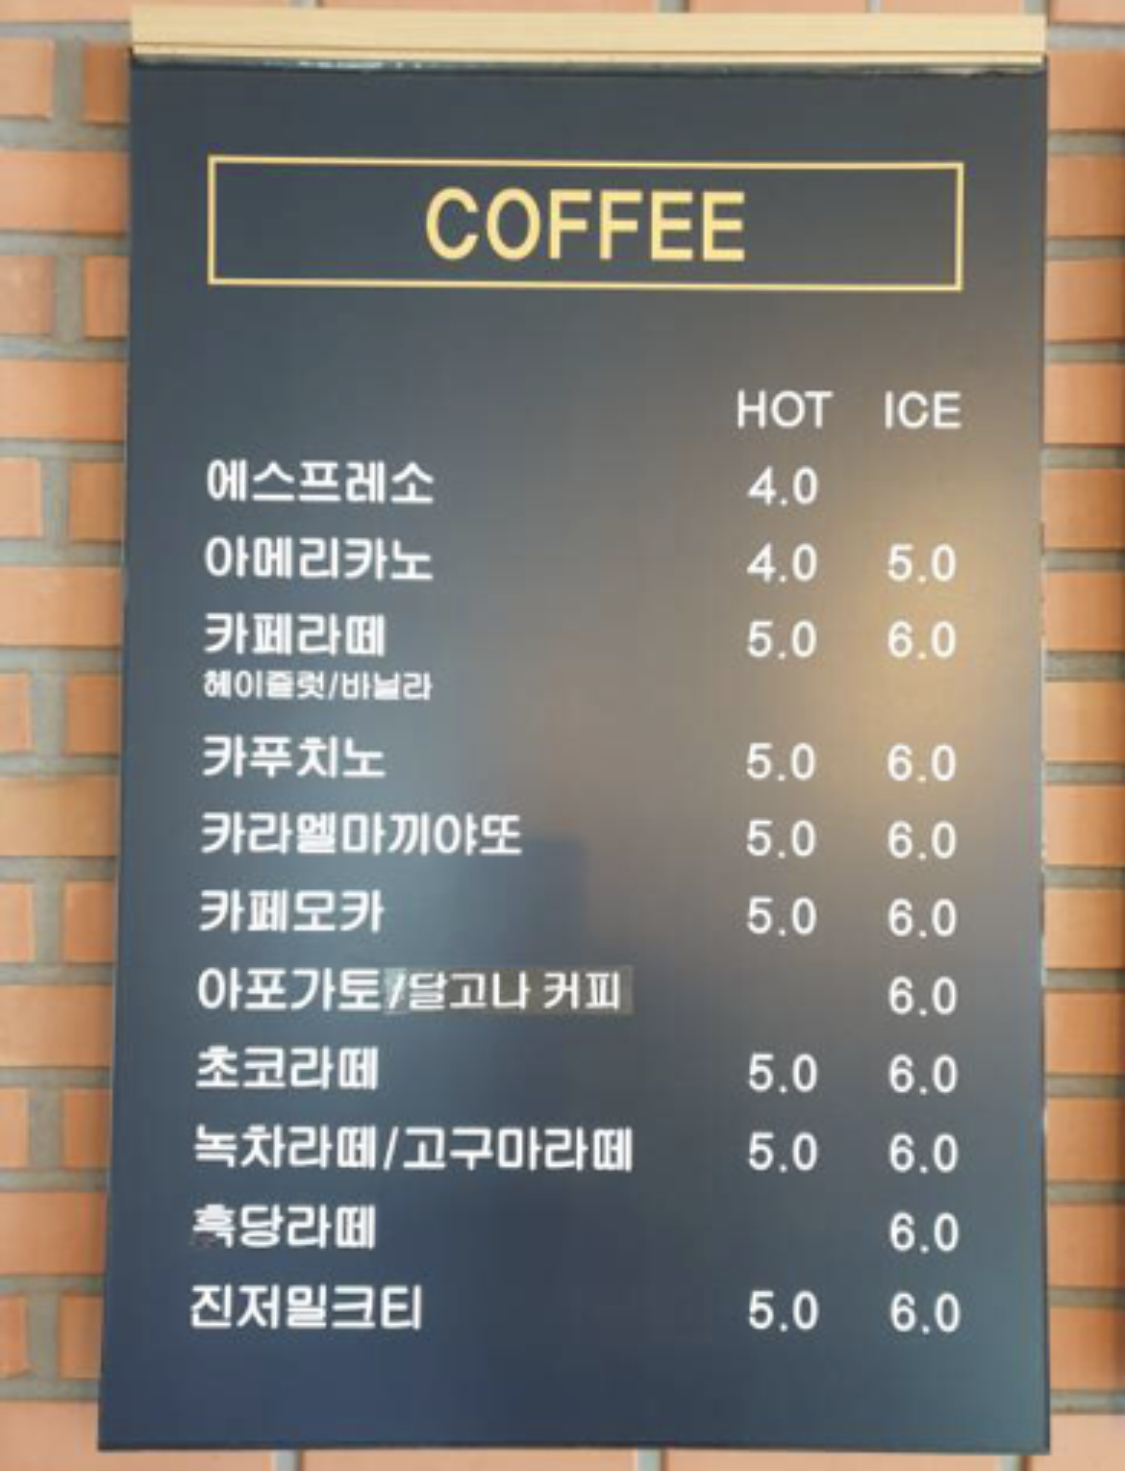 COFFEE
HOT ICE
에스프레소 4.0
아메리카노 4.0 5.0
카페라떼 5.0 6.0
헤이즐럿/바닐라
카푸치노 5.0 6.0
카라멜마끼야또 5.0 6.0
카페모카 5.0 6.0
아포가토/달고나 커피 6.0
초코라떼 5.0 6.0
녹차라떼/고구마라떼 5.0 6.0
흑당라떼 6.0
진저밀크티 5.0 6.0